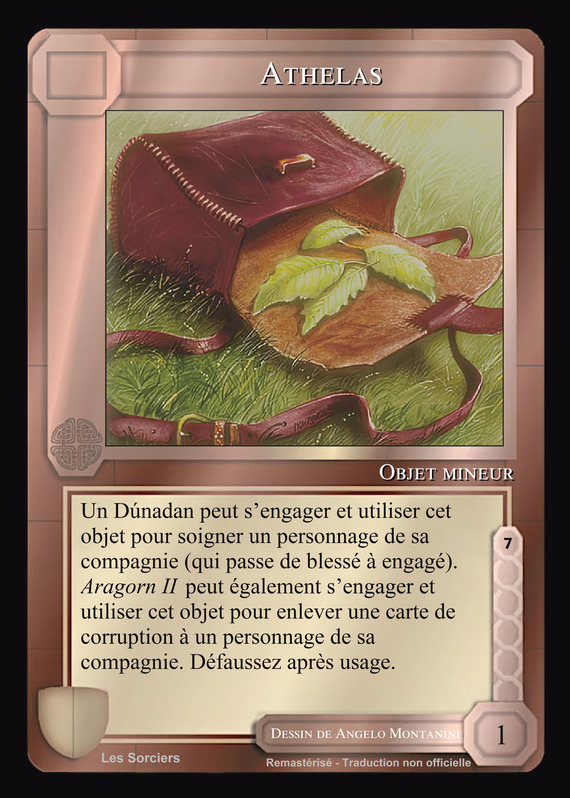 Athelas
Objet mineur
Un Dúnadan peut s'engager et utiliser cet
objet pour soigner un personnage de sa
compagnie (qui passe de blessé à engagé).
Aragorn II peut également s'engager et
utiliser cet objet pour enlever une carte de
corruption à un personnage de sa
compagnie. Défaussez après usage.
7
Dessin de Angelo Montanini
1
Les Sorciers
Remastérisé - Traduction non officielle